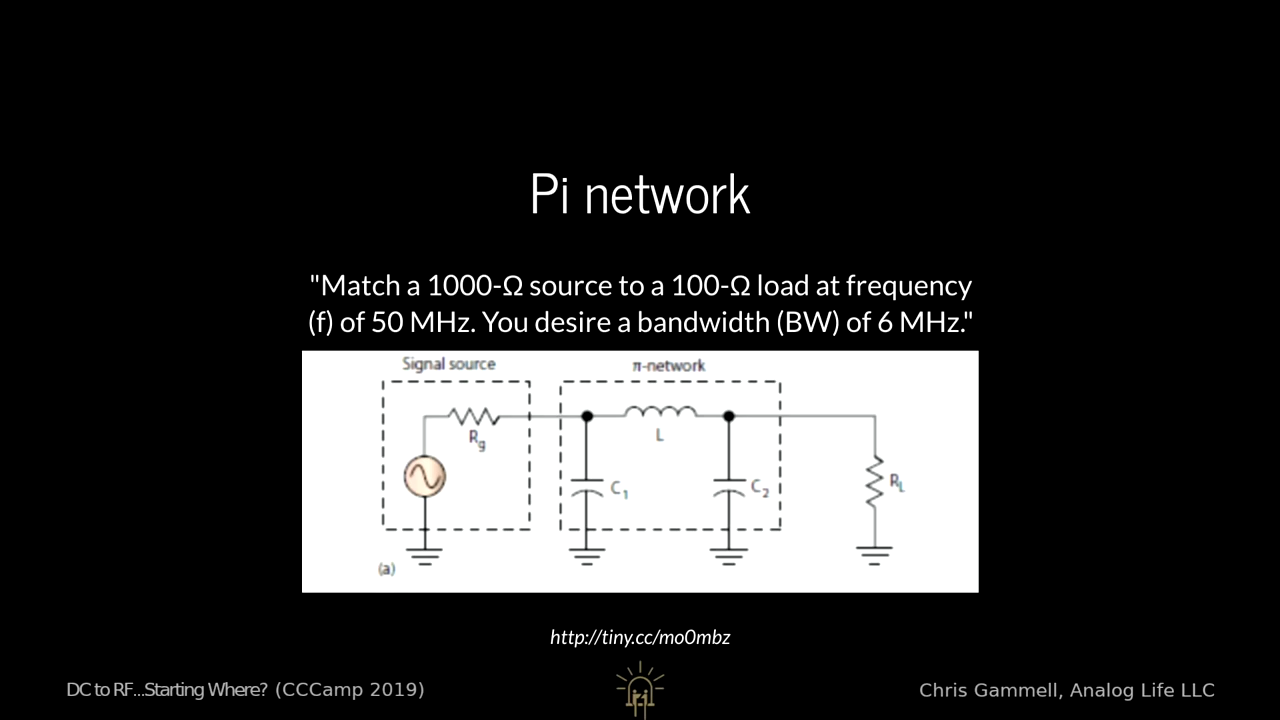 Pi network
"Match a 1000-Ω source to a 100-Ω load at frequency
(f) of 50 MHz. You desire a bandwidth (BW) of 6 MHz."
Signal source
π-network
Rg
L
C1
C2
RL
(a)
http://tiny.cc/mo0mbz
DC to RF...Starting Where? (CCCamp 2019)
Chris Gammell, Analog Life LLC